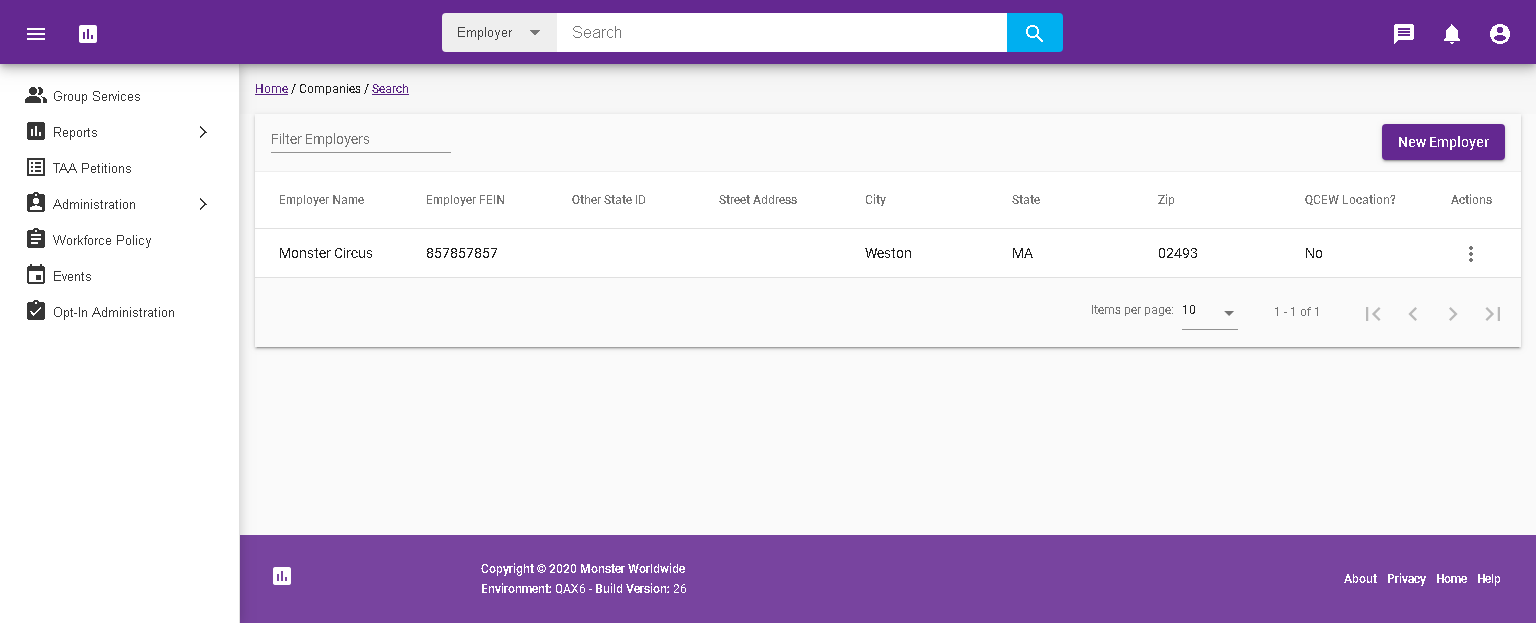 Employer Search
Group Services
Reports
TAA Petitions
Administration
Workforce Policy
Events
Opt-In Administration
Home / Companies / Search
Filter Employers
New Employer
Employer Name Employer FEIN Other State ID Street Address City State Zip QCEW Location? Actions
Monster Circus 857857857 Weston MA 02493 No
Items per page: 10 1 - 1 of 1
Copyright © 2020 Monster Worldwide
Environment: QAX6 - Build Version: 26
About Privacy Home Help